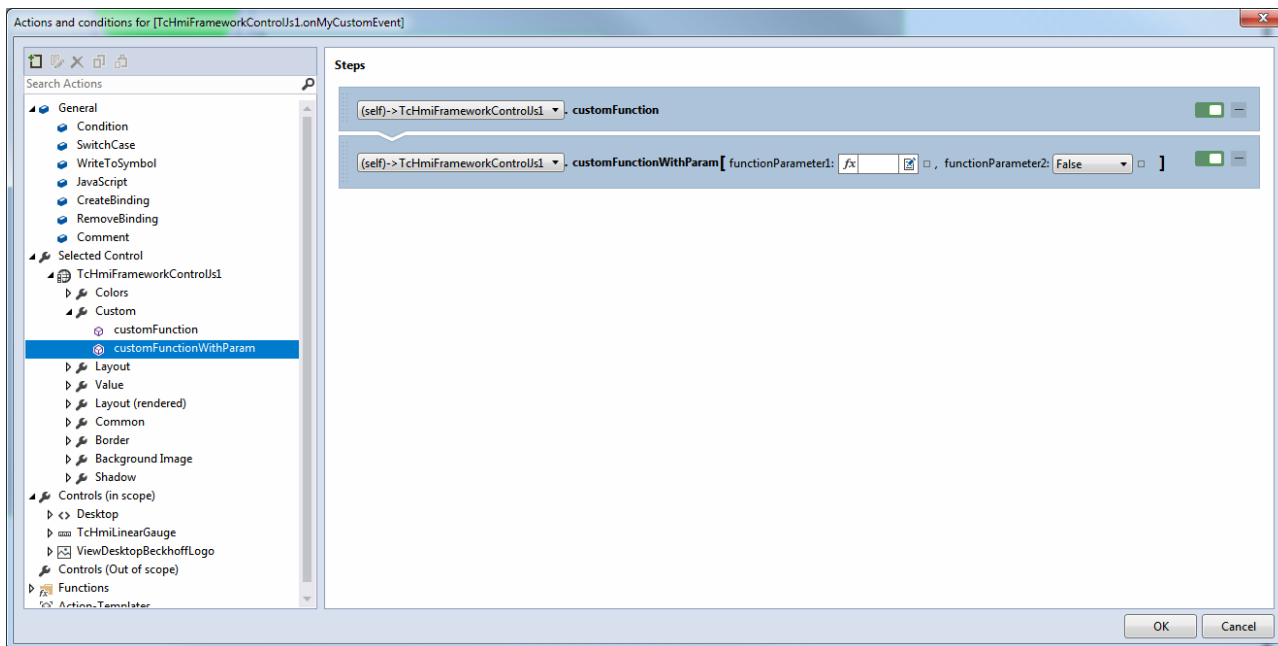 Actions and conditions for [TcHmiFrameworkControlJs1.onMyCustomEvent]
Search Actions
General
Condition
SwitchCase
WriteToSymbol
JavaScript
CreateBinding
RemoveBinding
Comment
Selected Control
TcHmiFrameworkControlJs1
Colors
Custom
customFunction
customFunctionWithParam
Layout
Value
Layout (rendered)
Common
Border
Background Image
Shadow
Controls (in scope)
Desktop
TcHmiLinearGauge
ViewDesktopBeckhoffLogo
Controls (Out of scope)
Functions
Action-Templates
Steps
(self)->TcHmiFrameworkControlJs1 . customFunction
(self)->TcHmiFrameworkControlJs1 . customFunctionWithParam[ functionParameter1: fx , functionParameter2: False ]
OK Cancel